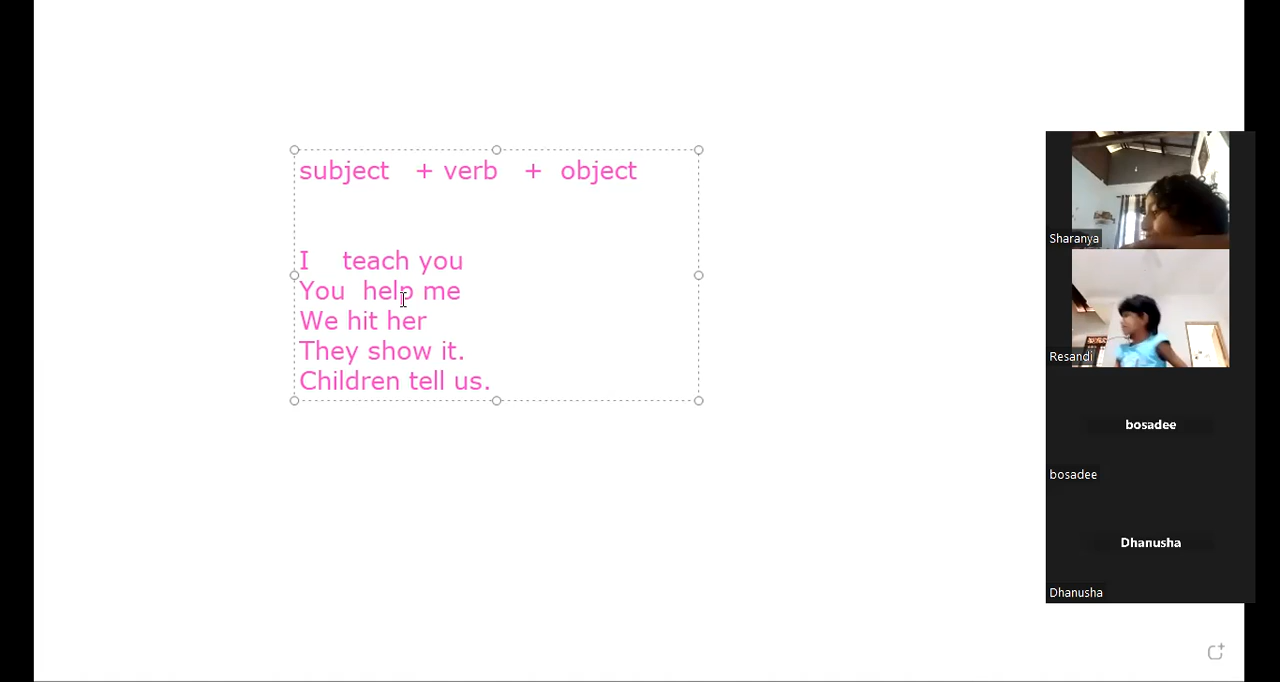 subject + verb + object
I teach you
You help me
We hit her
They show it.
Children tell us.
Sharanya
Resandi
bosadee
bosadee
Dhanusha
Dhanusha